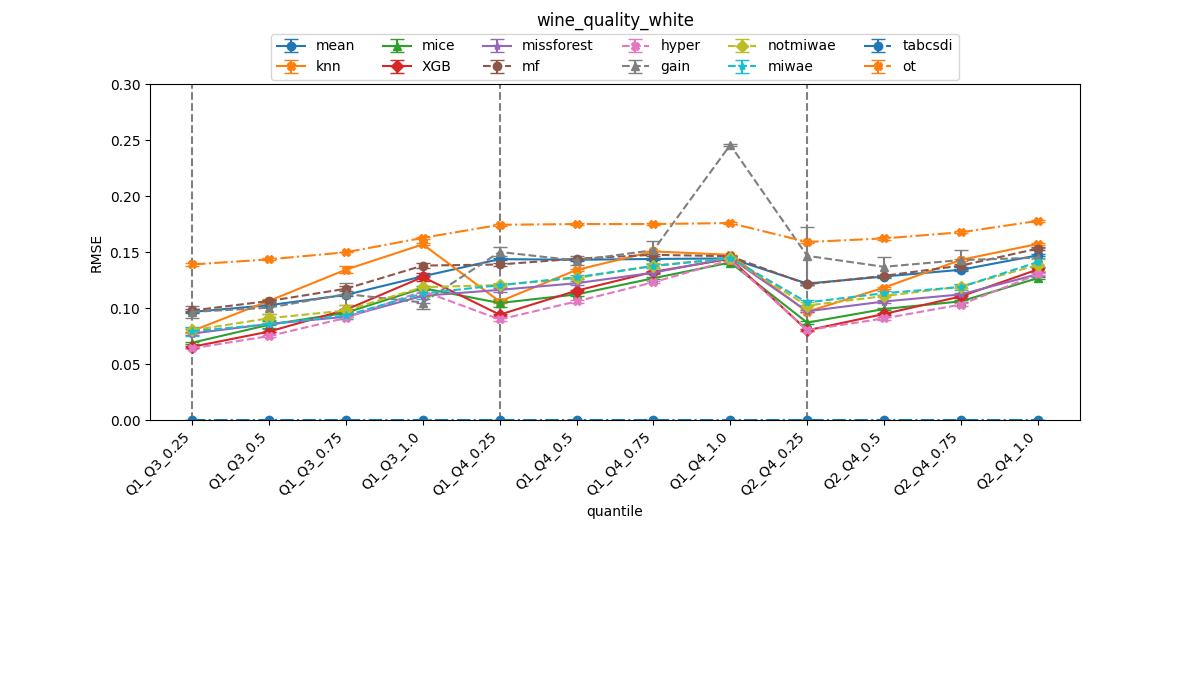 wine_quality_white
mean mice missforest hyper notmiwae tabcsdi
knn XGB mf gain miwae ot
RMSE
0.30
0.25
0.20
0.15
0.10
0.05
0.00
Q1_Q3_0.25 Q1_Q3_0.5 Q1_Q3_0.75 Q1_Q3_1.0 Q1_Q4_0.25 Q1_Q4_0.5 Q1_Q4_0.75 Q1_Q4_1.0 Q2_Q4_0.25 Q2_Q4_0.5 Q2_Q4_0.75 Q2_Q4_1.0
quantile